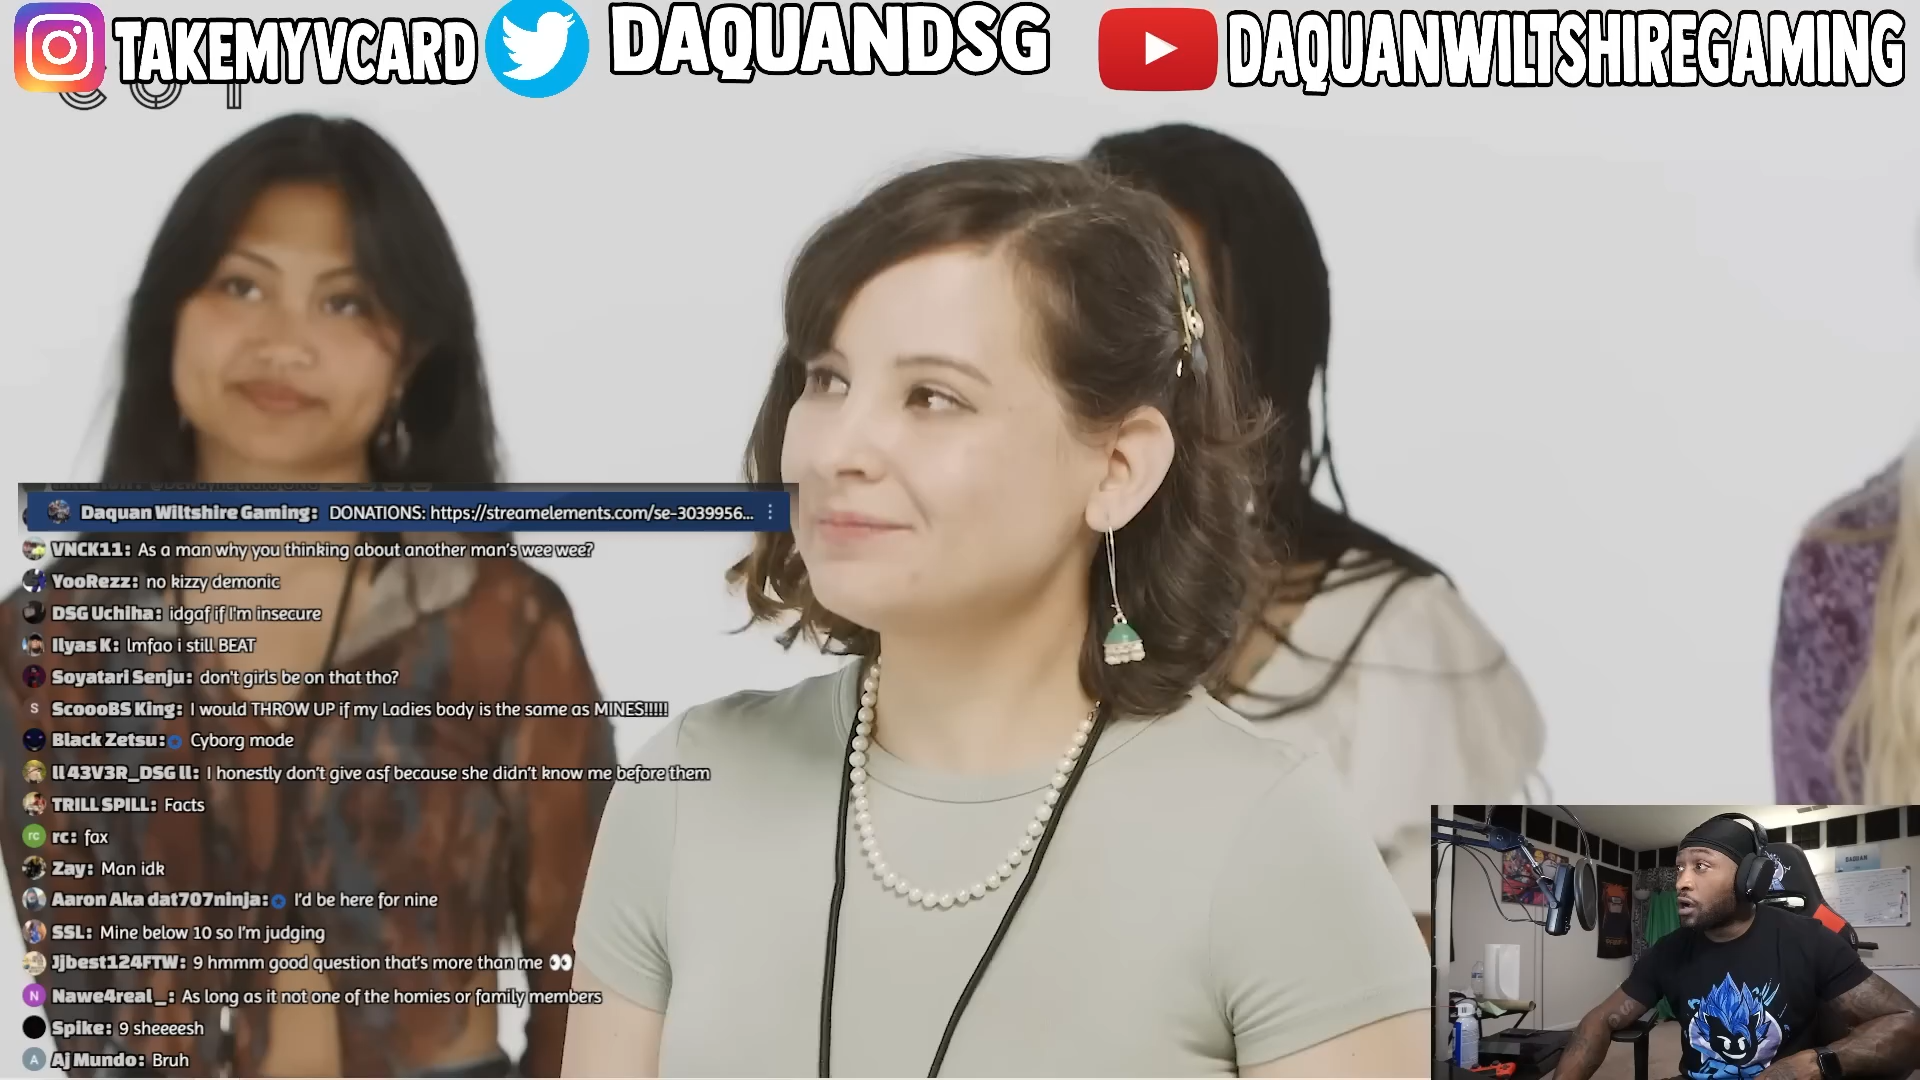 TAKEMYVCARD
DAQUANDSG
DAQUANWILTSHIREGAMING
CUT
Daquan Wiltshire Gaming: DONATIONS: https://streamelements.com/se-3039956...
VNCK11: As a man why you thinking about another man's wee wee?
YooRezz: no kizzy demonic
DSG Uchiha: idgaf if I'm insecure
Ilyas K: lmfao i still BEAT
Soyatari Senju: don't girls be on that tho?
S ScoooBS King: I would THROW UP if my Ladies body is the same as MINES!!!!!
Black Zetsu: Cyborg mode
ll 43V3R_DSG ll: I honestly don't give asf because she didn't know me before them
TRILL SPILL: Facts
rc rc: fax
Zay: Man idk
Aaron Aka dat707ninja: I'd be here for nine
SSL: Mine below 10 so I'm judging
Jjbest124FTW: 9 hmmm good question that's more than me 👀
N Nawe4real_: As long as it not one of the homies or family members
Spike: 9 sheeeesh
A Aj Mundo: Bruh
DAQUAN